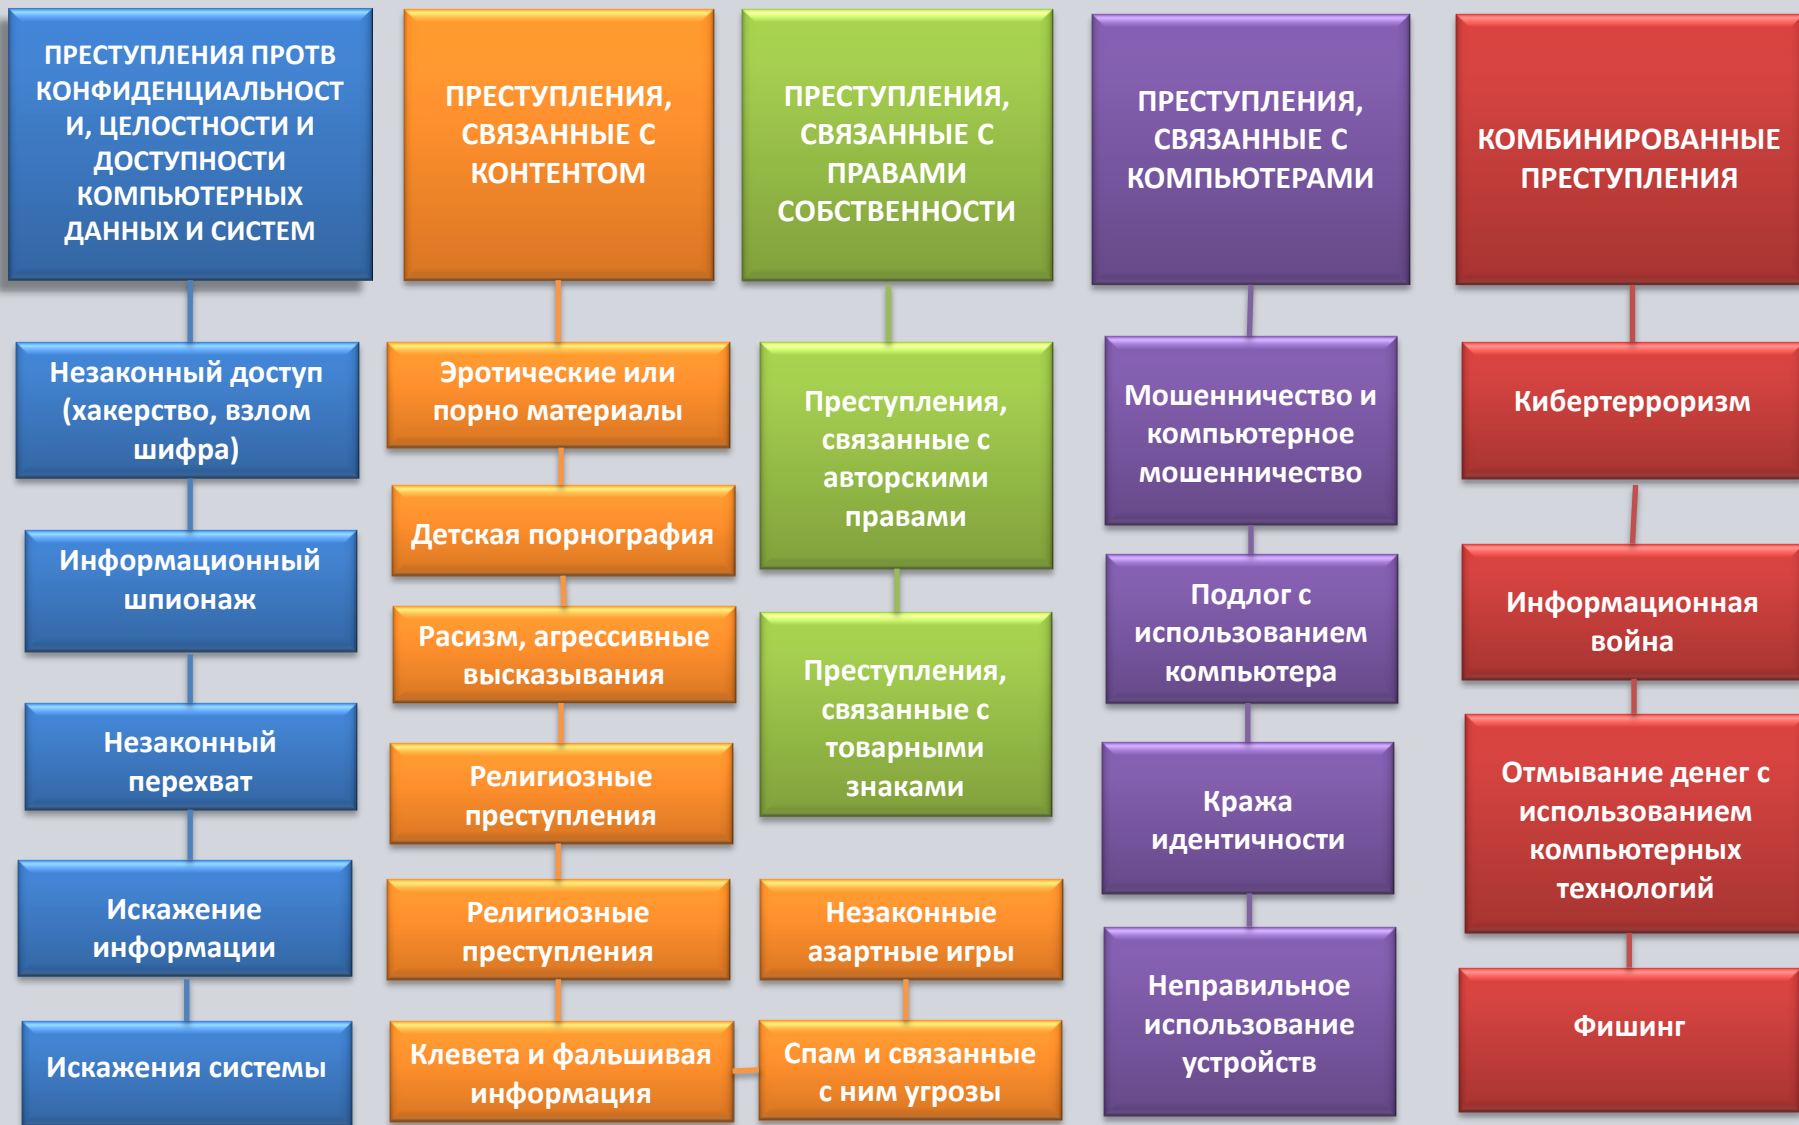 ПРЕСТУПЛЕНИЯ ПРОТВ
КОНФИДЕНЦИАЛЬНОСТ
И, ЦЕЛОСТНОСТИ И
ДОСТУПНОСТИ
КОМПЬЮТЕРНЫХ
ДАННЫХ И СИСТЕМ
Незаконный доступ
(хакерство, взлом
шифра)
Информационный
шпионаж
Незаконный
перехват
Искажение
информации
Искажения системы
ПРЕСТУПЛЕНИЯ,
СВЯЗАННЫЕ С
КОНТЕНТОМ
Эротические или
порно материалы
Детская порнография
Расизм, агрессивные
высказывания
Религиозные
преступления
Религиозные
преступления
Клевета и фальшивая
информация
Спам и связанные
с ним угрозы
Незаконные
азартные игры
ПРЕСТУПЛЕНИЯ,
СВЯЗАННЫЕ С
ПРАВАМИ
СОБСТВЕННОСТИ
Преступления,
связанные с
авторскими
правами
Преступления,
связанные с
товарными
знаками
ПРЕСТУПЛЕНИЯ,
СВЯЗАННЫЕ С
КОМПЬЮТЕРАМИ
Мошенничество и
компьютерное
мошенничество
Подлог с
использованием
компьютера
Кража
идентичности
Неправильное
использование
устройств
КОМБИНИРОВАННЫЕ
ПРЕСТУПЛЕНИЯ
Кибертерроризм
Информационная
война
Отмывание денег с
использованием
компьютерных
технологий
Фишинг